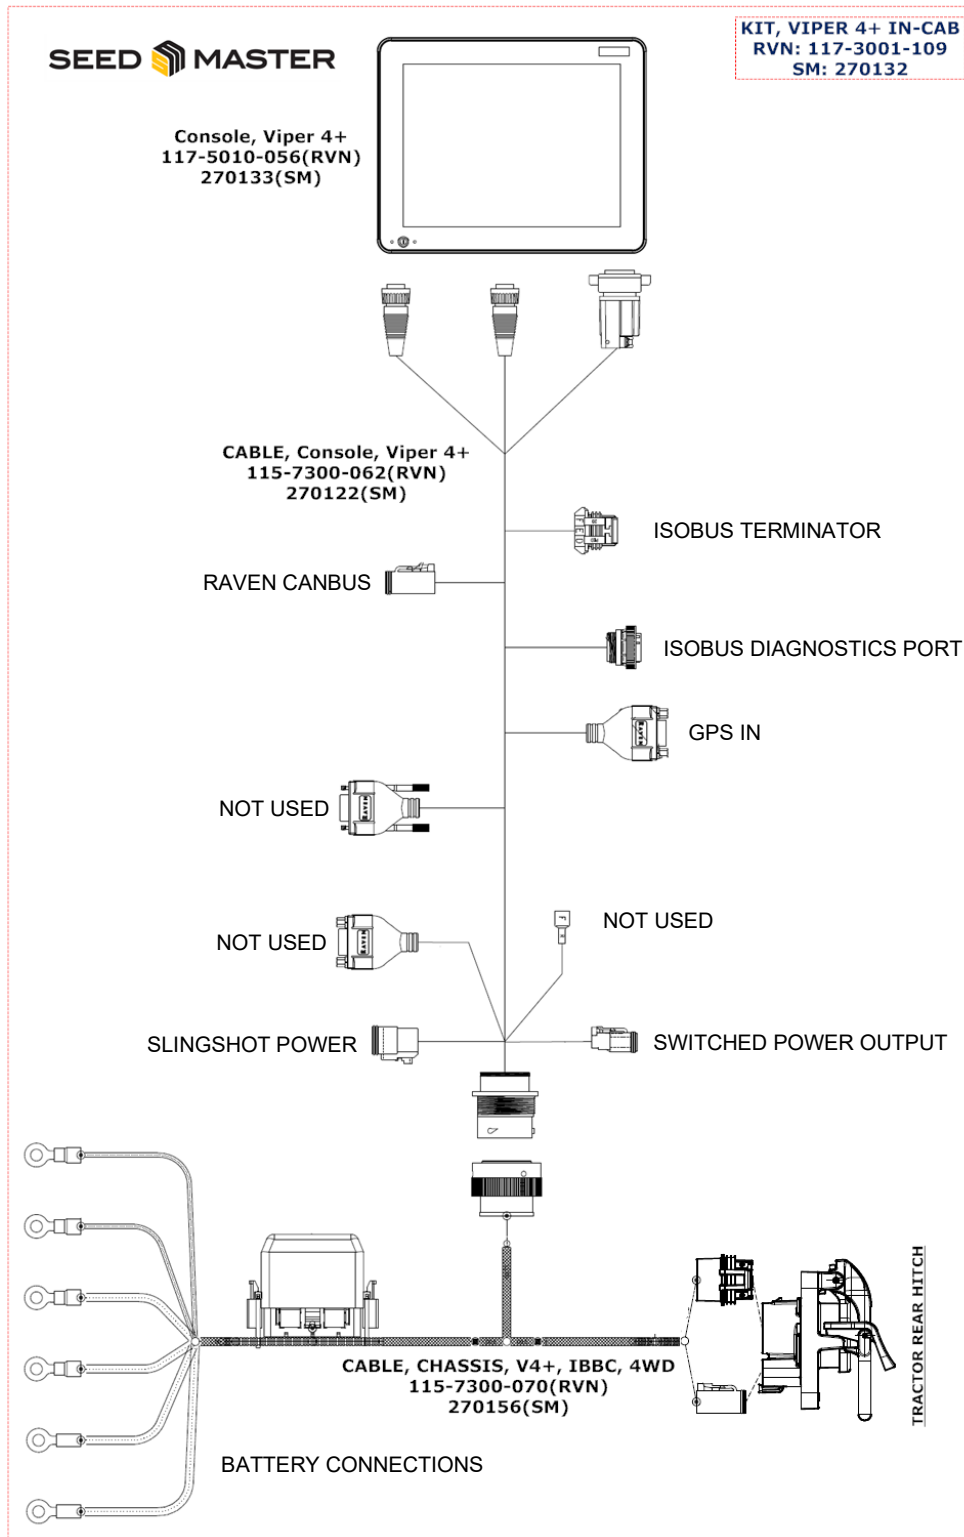 SEED MASTER
KIT, VIPER 4+ IN-CAB
RVN: 117-3001-109
SM: 270132
Console, Viper 4+
117-5010-056(RVN)
270133(SM)
CABLE, Console, Viper 4+
115-7300-062(RVN)
270122(SM)
ISOBUS TERMINATOR
RAVEN CANBUS
ISOBUS DIAGNOSTICS PORT
GPS IN
RAVEN
NOT USED
RAVEN
NOT USED
NOT USED
RAVEN
SLINGSHOT POWER
SWITCHED POWER OUTPUT
CABLE, CHASSIS, V4+, IBBC, 4WD
115-7300-070(RVN)
270156(SM)
TRACTOR REAR HITCH
BATTERY CONNECTIONS